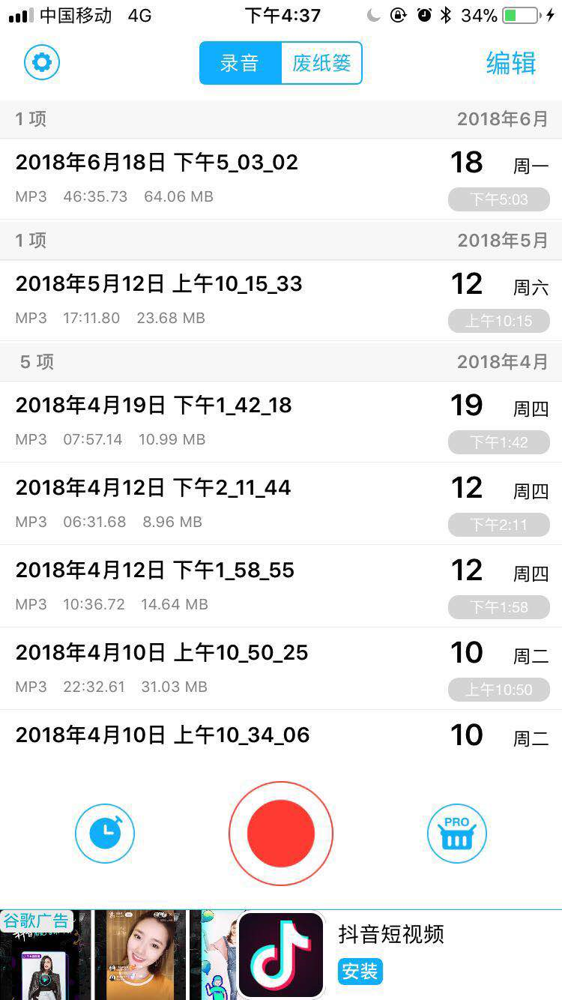 中国移动 4G 下午4:37 34%
录音 废纸篓 编辑
1 项 2018年6月
2018年6月18日 下午5_03_02 18 周一
MP3 46:35.73 64.06 MB 下午5:03
1 项 2018年5月
2018年5月12日 上午10_15_33 12 周六
MP3 17:11.80 23.68 MB 上午10:15
5 项 2018年4月
2018年4月19日 下午1_42_18 19 周四
MP3 07:57.14 10.99 MB 下午1:42
2018年4月12日 下午2_11_44 12 周四
MP3 06:31.68 8.96 MB 下午2:11
2018年4月12日 下午1_58_55 12 周四
MP3 10:36.72 14.64 MB 下午1:58
2018年4月10日 上午10_50_25 10 周二
MP3 22:32.61 31.03 MB 上午10:50
2018年4月10日 上午10_34_06 10 周二
PRO
谷歌广告
抖音短视频
安装